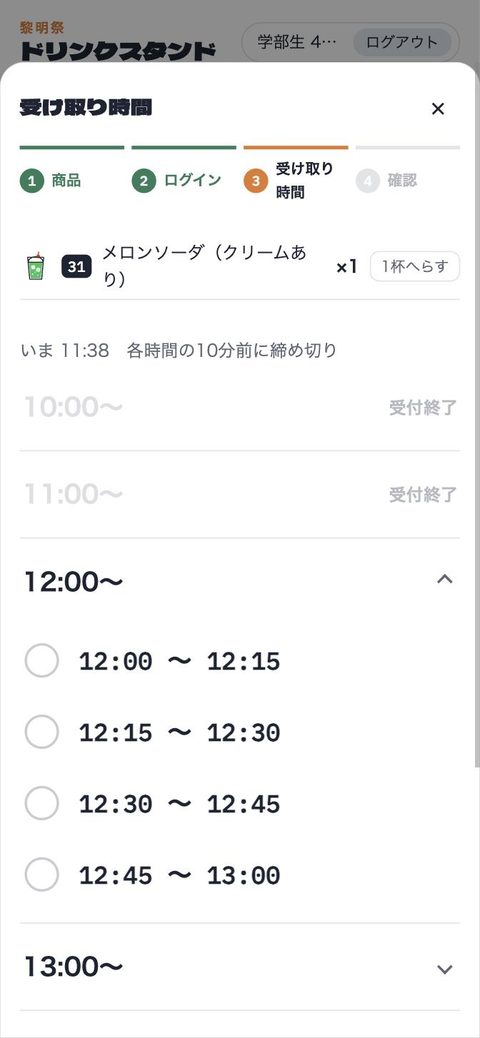 黎明祭
ドリンクスタンド
学部生 4…
ログアウト
受け取り時間
×
1 商品
2 ログイン
3 受け取り
時間
4 確認
31 メロンソーダ（クリームあ
り） ×1 1杯へらす
いま 11:38 各時間の10分前に締め切り
10:00〜 受付終了
11:00〜 受付終了
12:00〜
12:00 〜 12:15
12:15 〜 12:30
12:30 〜 12:45
12:45 〜 13:00
13:00〜